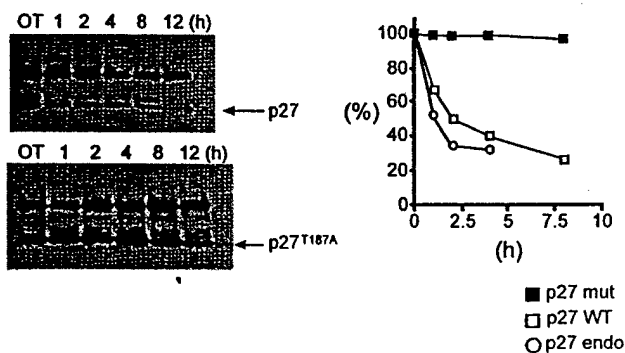 OT 1 2 4 8 12 (h)
p27
OT 1 2 4 8 12 (h)
p27T187A
100
80
60
40
20
0
(%)
0 2.5 5 7.5 10
(h)
p27 mut
p27 WT
p27 endo